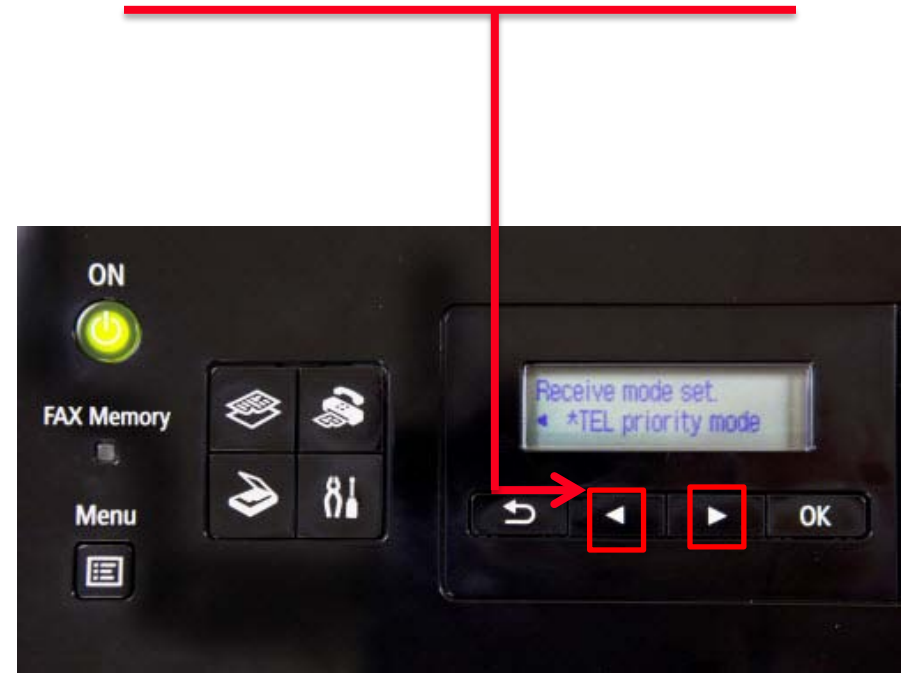 ON
FAX Memory
Menu
Receive mode set.
◀ *TEL priority mode
OK